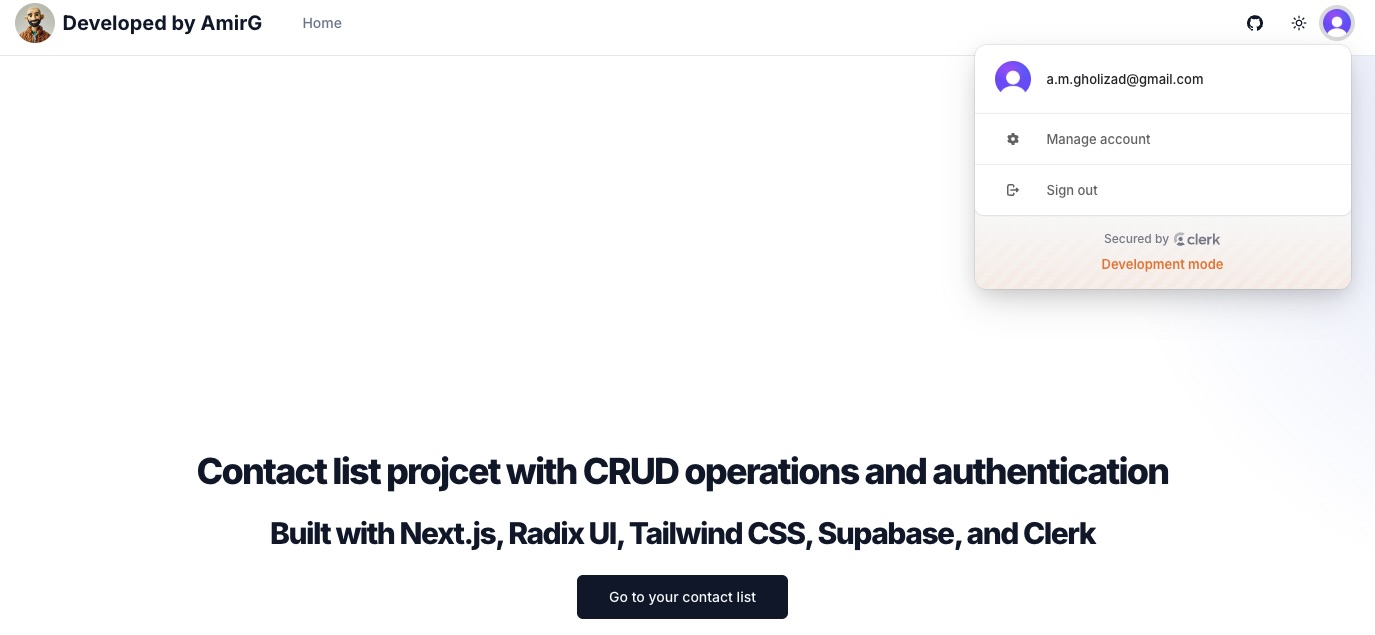 Developed by AmirG
Home
a.m.gholizad@gmail.com
Manage account
Sign out
Secured by clerk
Development mode
Contact list projcet with CRUD operations and authentication
Built with Next.js, Radix UI, Tailwind CSS, Supabase, and Clerk
Go to your contact list